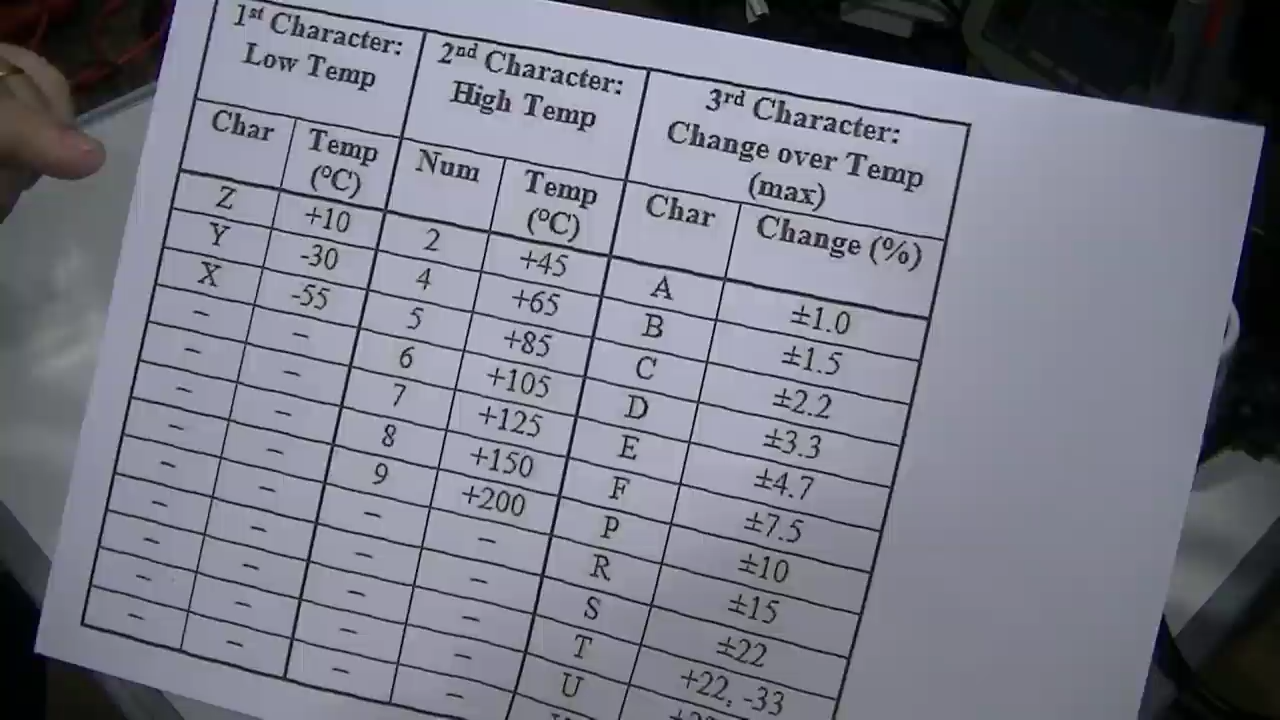 1st Character: Low Temp
2nd Character: High Temp
3rd Character: Change over Temp (max)
Char Temp (°C) Num Temp (°C) Char Change (%)
Z +10 2 +45 A ±1.0
Y -30 4 +65 B ±1.5
X -55 5 +85 C ±2.2
– – 6 +105 D ±3.3
– – 7 +125 E ±4.7
– – 8 +150 F ±7.5
– – 9 +200 P ±10
– – – – R ±15
– – – – S ±22
– – – – T +22, -33
– – – – U
– – – –